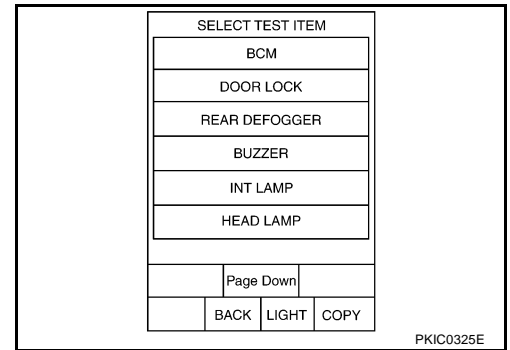 SELECT TEST ITEM
BCM
DOOR LOCK
REAR DEFOGGER
BUZZER
INT LAMP
HEAD LAMP
Page Down
BACK LIGHT COPY
PKIC0325E